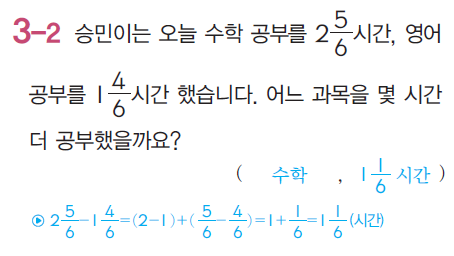 3-2 승민이는 오늘 수학 공부를 2 5/6 시간, 영어
공부를 1 4/6 시간 했습니다. 어느 과목을 몇 시간
더 공부했을까요?
( 수학 , 1 1/6 시간 )
▶ 2 5/6 - 1 4/6 = (2-1) + ( 5/6 - 4/6 ) = 1 + 1/6 = 1 1/6 (시간)